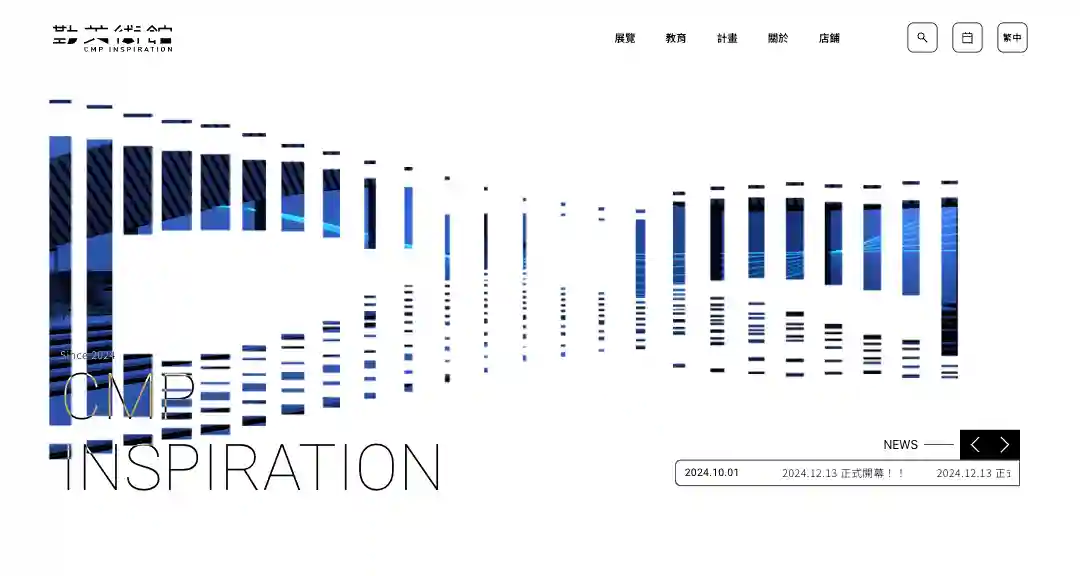 勤美術館
CMP INSPIRATION
展覽 教育 計畫 關於 店鋪
繁中
Since 2024
CMP
INSPIRATION
NEWS
2024.10.01 2024.12.13 正式開幕！！ 2024.12.13 正